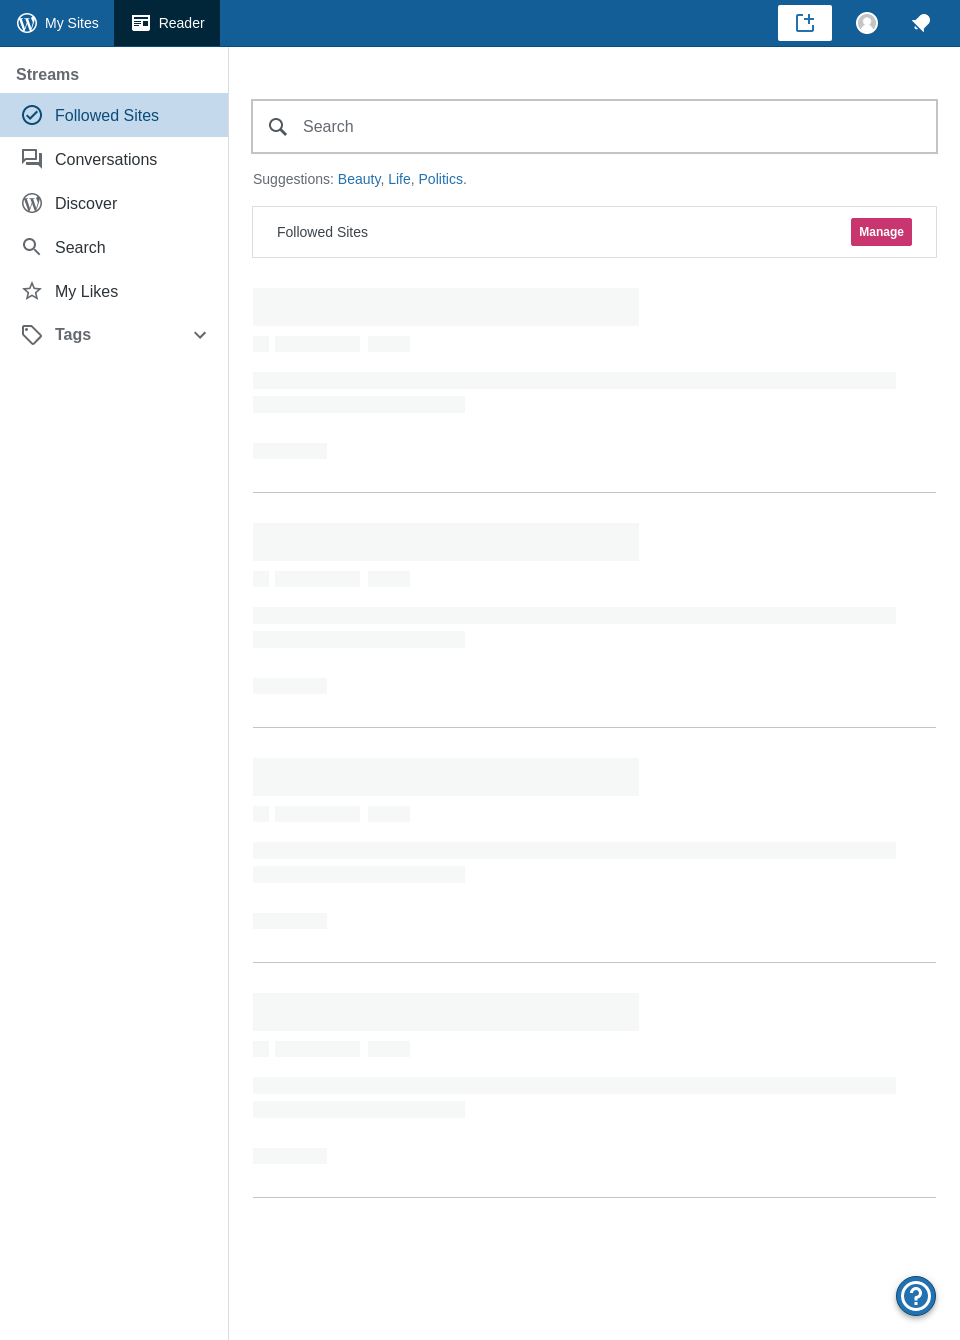 My Sites
Reader
Streams
Followed Sites
Conversations
Discover
Search
My Likes
Tags
Search
Suggestions: Beauty, Life, Politics.
Followed Sites
Manage